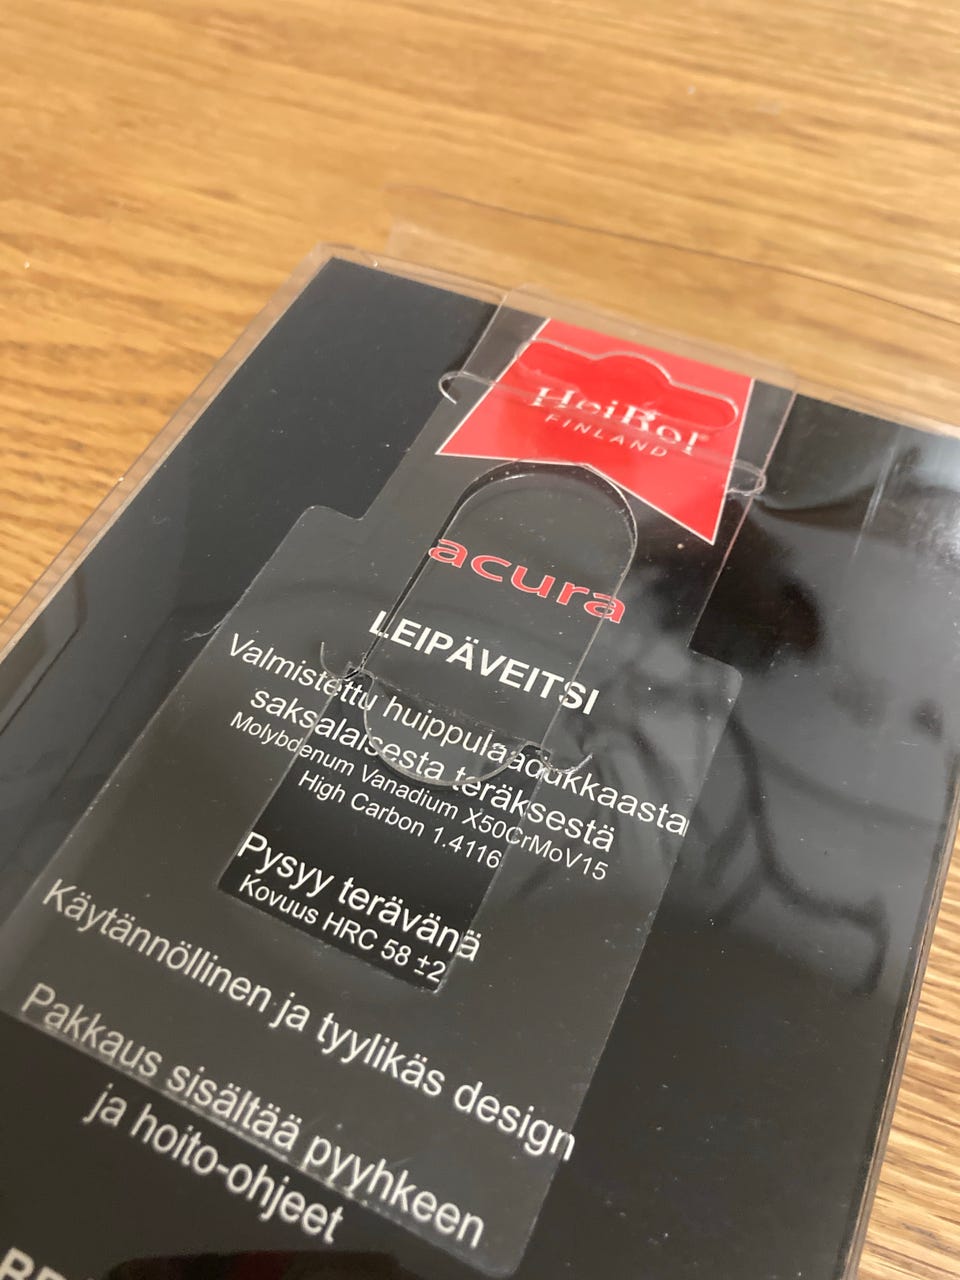 HeiRol
FINLAND
acura
LEIPÄVEITSI
Valmistettu huippulaadukkaasta
saksalaisesta teräksestä
Molybdenum Vanadium X50CrMoV15
High Carbon 1.4116
Pysyy terävänä
Kovuus HRC 58 ±2
Käytännöllinen ja tyylikäs design
Pakkaus sisältää pyyhkeen
ja hoito-ohjeet